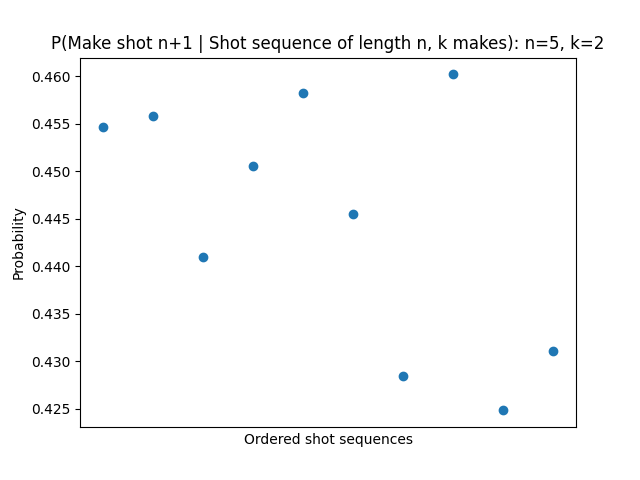 P(Make shot n+1 | Shot sequence of length n, k makes): n=5, k=2
0.460
0.455
0.450
0.445
0.440
0.435
0.430
0.425
Probability
Ordered shot sequences